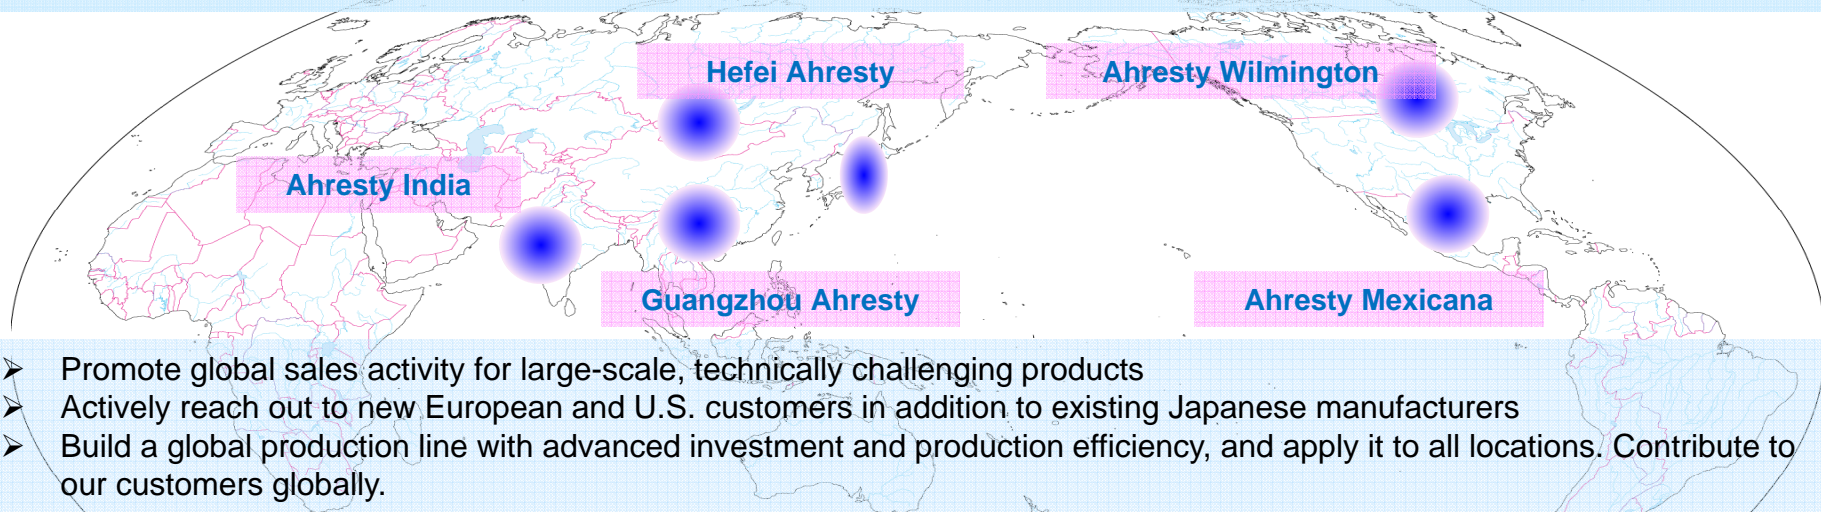 Hefei Ahresty
Ahresty Wilmington
Ahresty India
Guangzhou Ahresty
Ahresty Mexicana
➢ Promote global sales activity for large-scale, technically challenging products
➢ Actively reach out to new European and U.S. customers in addition to existing Japanese manufacturers
➢ Build a global production line with advanced investment and production efficiency, and apply it to all locations. Contribute to
our customers globally.